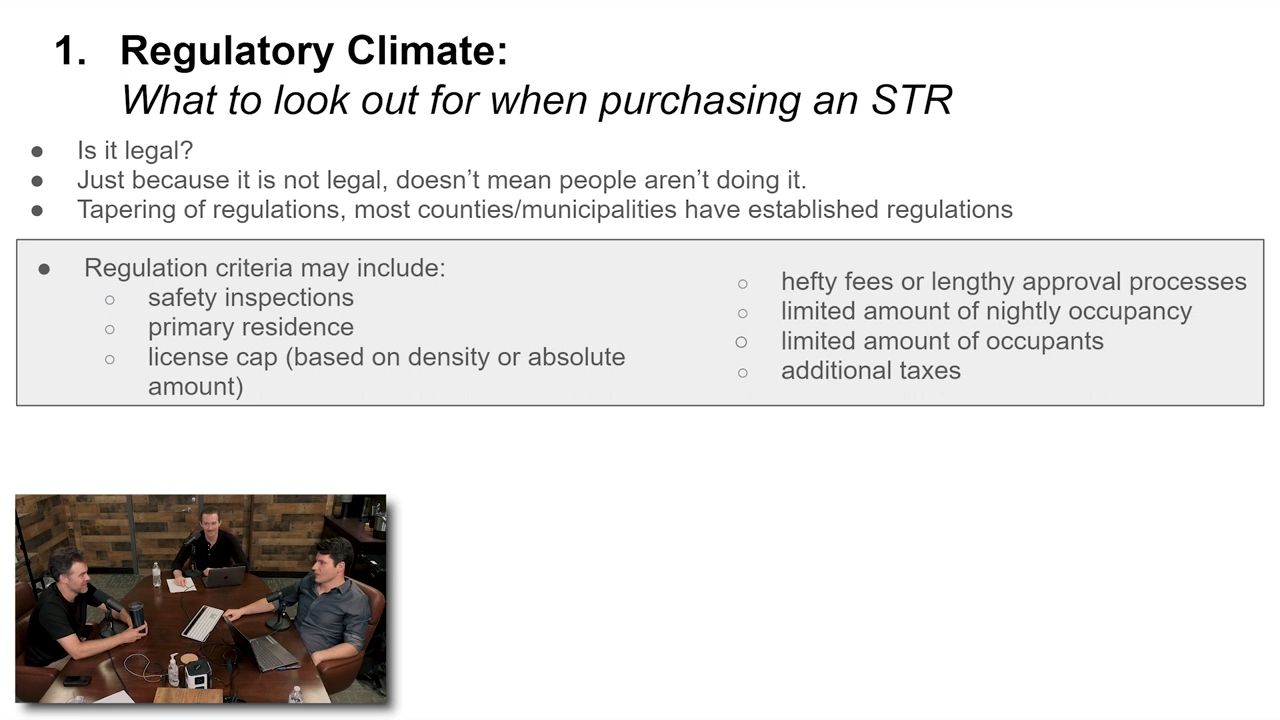 1. Regulatory Climate:
What to look out for when purchasing an STR
● Is it legal?
● Just because it is not legal, doesn’t mean people aren’t doing it.
● Tapering of regulations, most counties/municipalities have established regulations
● Regulation criteria may include:
○ safety inspections
○ primary residence
○ license cap (based on density or absolute
amount)
○ hefty fees or lengthy approval processes
○ limited amount of nightly occupancy
○ limited amount of occupants
○ additional taxes